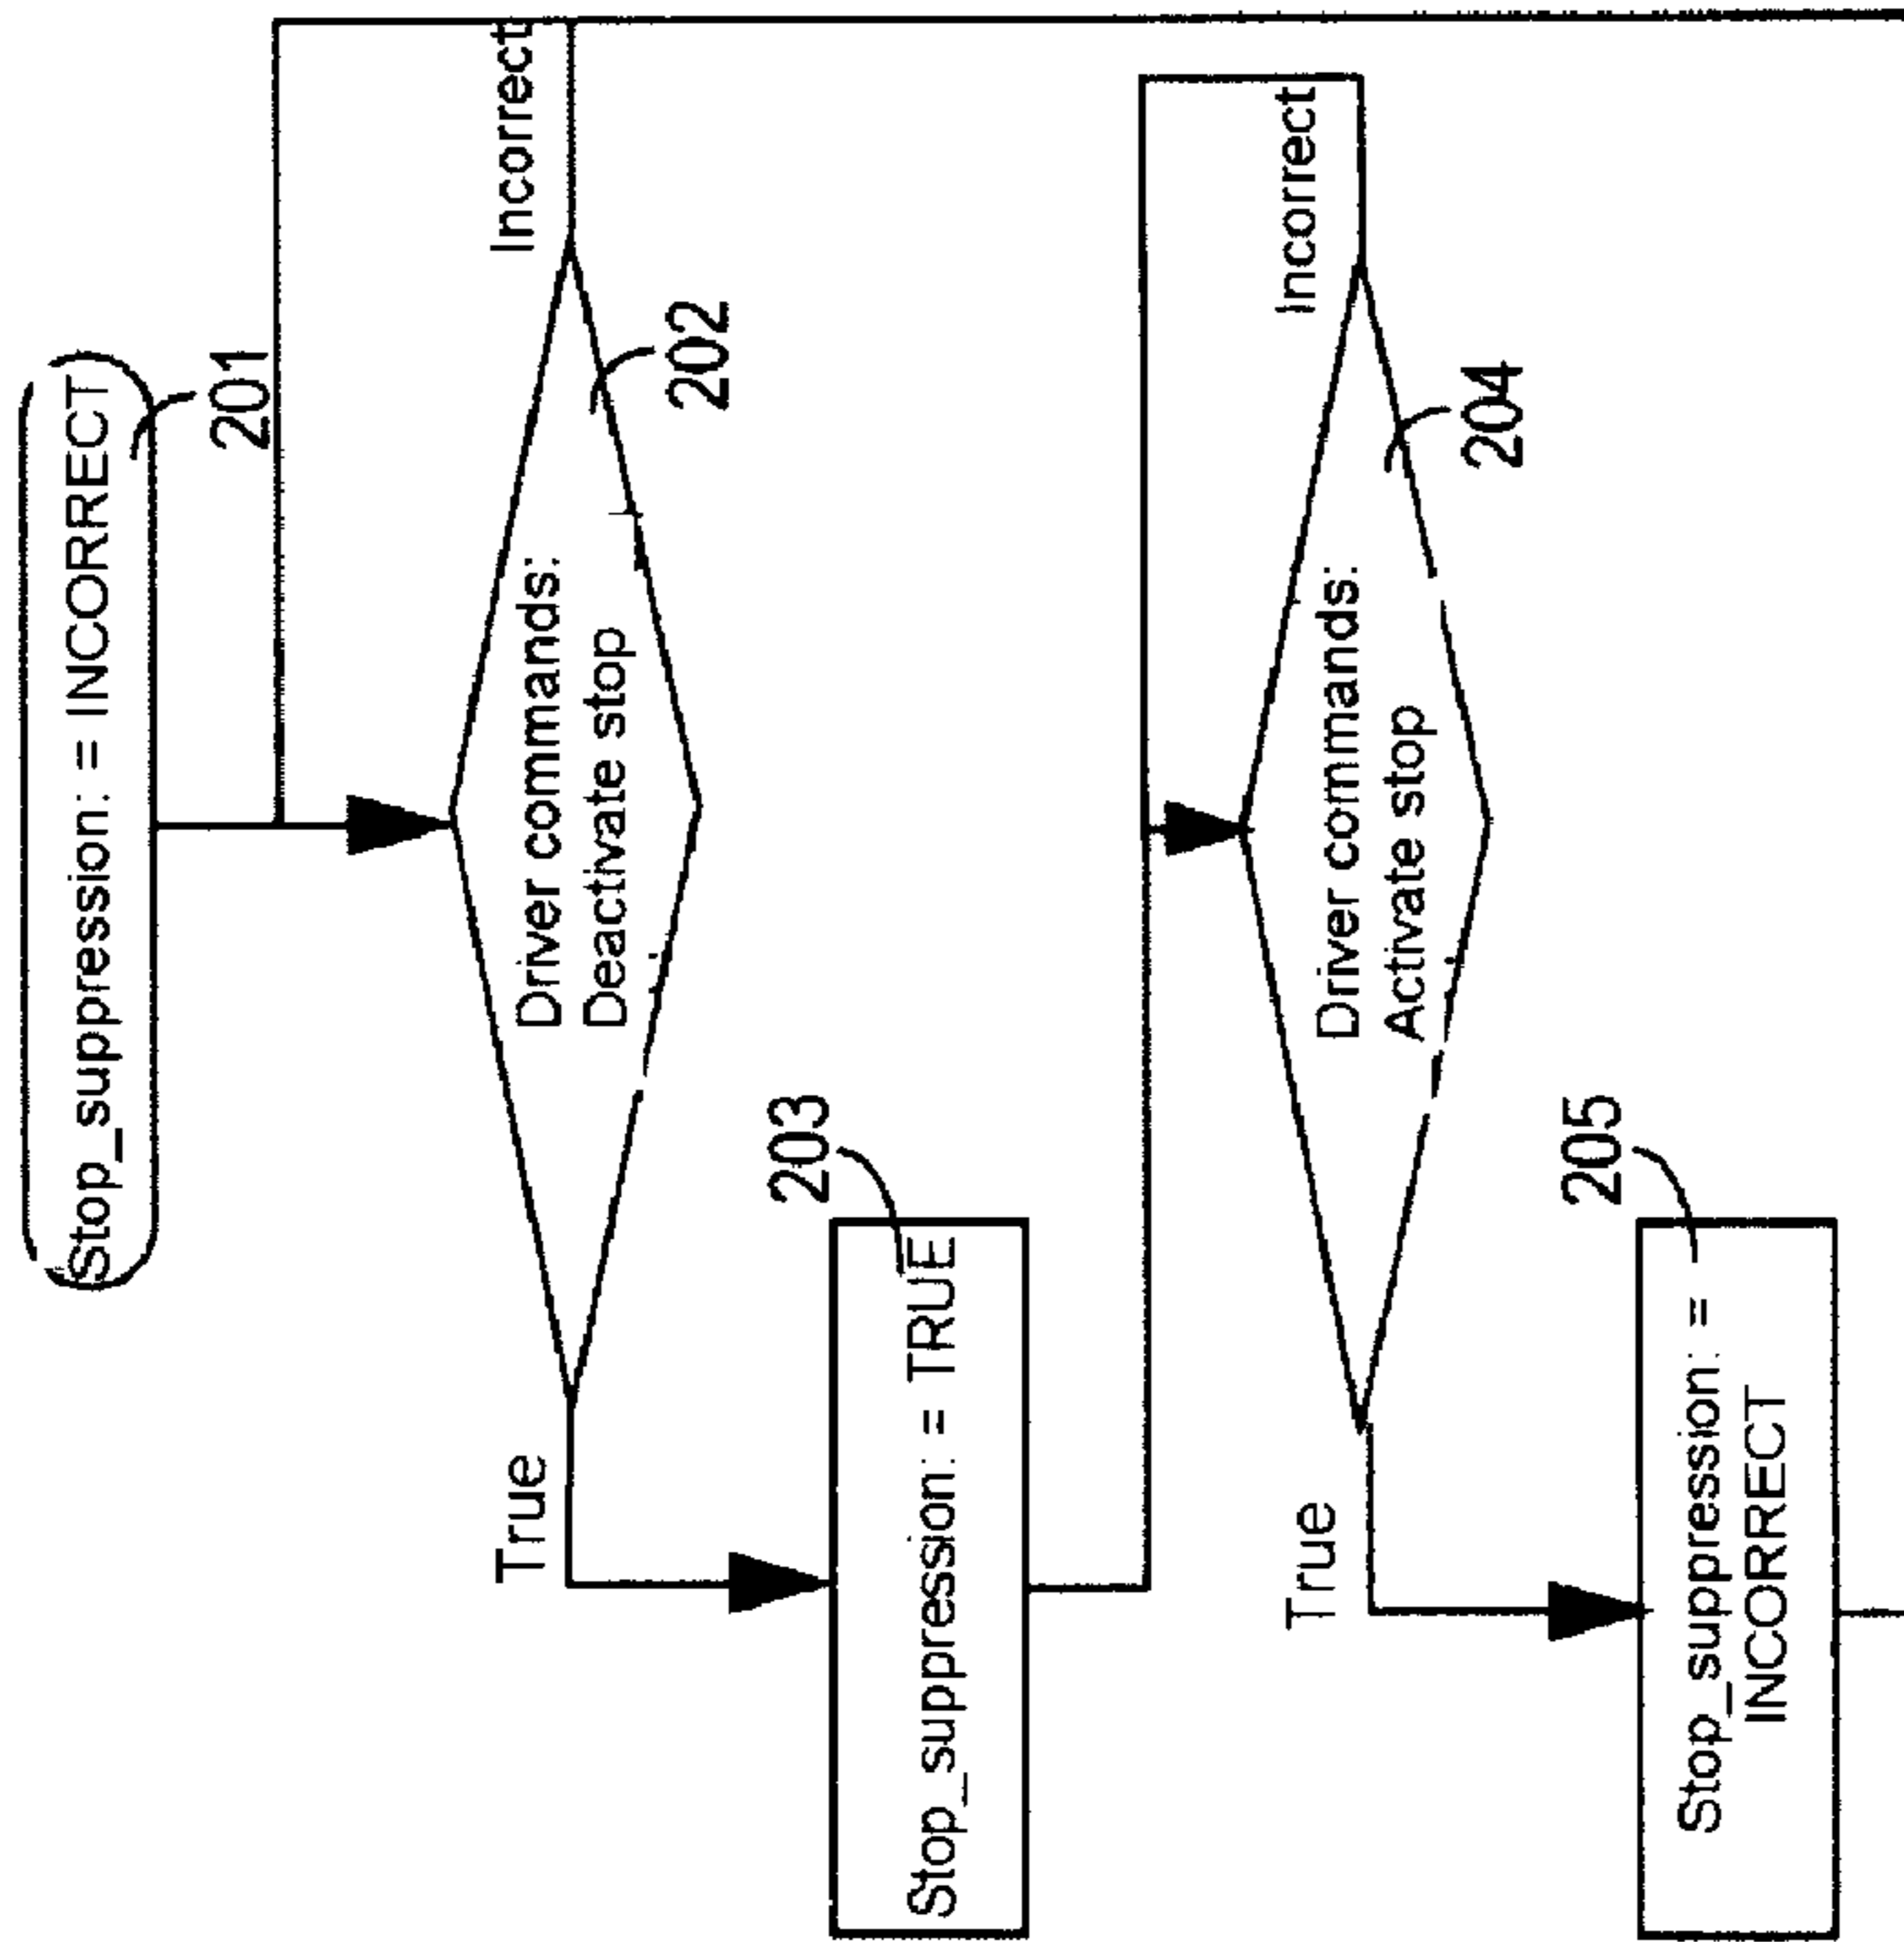 Stop_suppression: = INCORRECT
201
Incorrect
Driver commands:
Deactivate stop
202
True
203
Stop_suppression: = TRUE
Incorrect
Driver commands:
Activate stop
204
True
205
Stop_suppression: =
INCORRECT